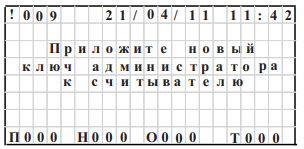 !009 21/04/11 11:42
Приложите новый
ключ администратора
к считывателю
П000 Н000 О000 Т000